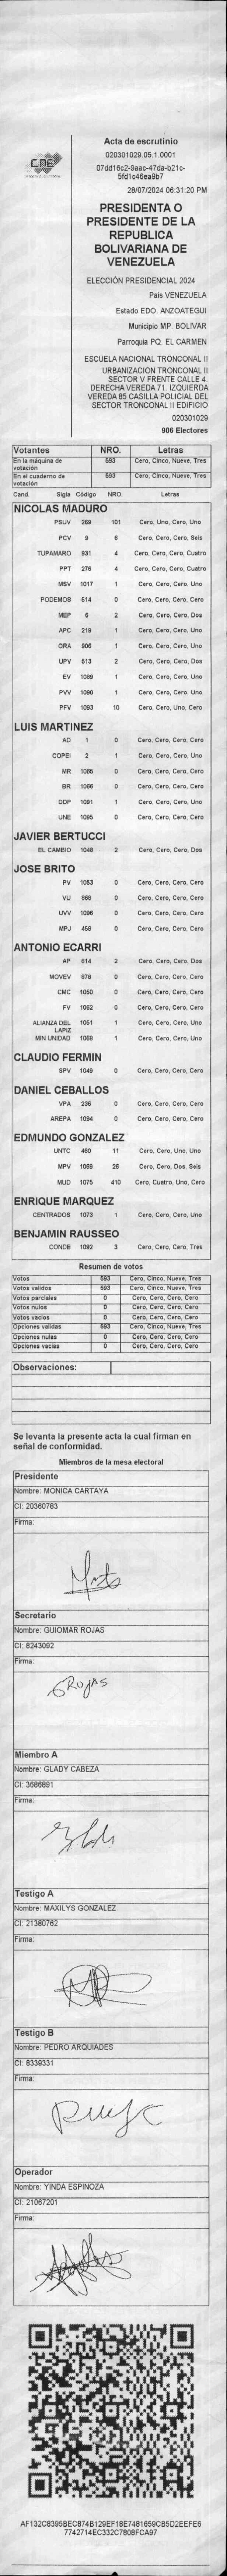 CNE
Acta de escrutinio
020301029.05.1.0001
07dd16c2-9aac-47da-b21c-
5fd1c46ea9b7
28/07/2024 06:31:20 PM
PRESIDENTA O
PRESIDENTE DE LA
REPUBLICA
BOLIVARIANA DE
VENEZUELA
ELECCIÓN PRESIDENCIAL 2024
País VENEZUELA
Estado EDO. ANZOATEGUI
Municipio MP. BOLIVAR
Parroquia PQ. EL CARMEN
ESCUELA NACIONAL TRONCONAL II
URBANIZACION TRONCONAL II
SECTOR V FRENTE CALLE 4.
DERECHA VEREDA 71. IZQUIERDA
VEREDA 85 CASILLA POLICIAL DEL
SECTOR TRONCONAL II EDIFICIO
020301029
906 Electores
Votantes NRO. Letras
En la máquina de votación 593 Cero, Cinco, Nueve, Tres
En el cuaderno de votación 593 Cero, Cinco, Nueve, Tres
Cand. Sigla Código NRO. Letras
NICOLAS MADURO
PSUV 269 101 Cero, Uno, Cero, Uno
PCV 9 6 Cero, Cero, Cero, Seis
TUPAMARO 931 4 Cero, Cero, Cero, Cuatro
PPT 276 4 Cero, Cero, Cero, Cuatro
MSV 1017 1 Cero, Cero, Cero, Uno
PODEMOS 514 0 Cero, Cero, Cero, Cero
MEP 6 2 Cero, Cero, Cero, Dos
APC 219 1 Cero, Cero, Cero, Uno
ORA 906 1 Cero, Cero, Cero, Uno
UPV 513 2 Cero, Cero, Cero, Dos
EV 1089 1 Cero, Cero, Cero, Uno
PVV 1090 1 Cero, Cero, Cero, Uno
PFV 1093 10 Cero, Cero, Uno, Cero
LUIS MARTINEZ
AD 1 0 Cero, Cero, Cero, Cero
COPEI 2 1 Cero, Cero, Cero, Uno
MR 1065 0 Cero, Cero, Cero, Cero
BR 1066 0 Cero, Cero, Cero, Cero
DDP 1091 1 Cero, Cero, Cero, Uno
UNE 1095 0 Cero, Cero, Cero, Cero
JAVIER BERTUCCI
EL CAMBIO 1048 2 Cero, Cero, Cero, Dos
JOSE BRITO
PV 1053 0 Cero, Cero, Cero, Cero
VU 868 0 Cero, Cero, Cero, Cero
UVV 1096 0 Cero, Cero, Cero, Cero
MPJ 458 0 Cero, Cero, Cero, Cero
ANTONIO ECARRI
AP 814 2 Cero, Cero, Cero, Dos
MOVEV 878 0 Cero, Cero, Cero, Cero
CMC 1050 0 Cero, Cero, Cero, Cero
FV 1062 0 Cero, Cero, Cero, Cero
ALIANZA DEL LAPIZ 1051 1 Cero, Cero, Cero, Uno
MIN UNIDAD 1068 1 Cero, Cero, Cero, Uno
CLAUDIO FERMIN
SPV 1049 0 Cero, Cero, Cero, Cero
DANIEL CEBALLOS
VPA 236 0 Cero, Cero, Cero, Cero
AREPA 1094 0 Cero, Cero, Cero, Cero
EDMUNDO GONZALEZ
UNTC 460 11 Cero, Cero, Uno, Uno
MPV 1069 26 Cero, Cero, Dos, Seis
MUD 1075 410 Cero, Cuatro, Uno, Cero
ENRIQUE MARQUEZ
CENTRADOS 1073 1 Cero, Cero, Cero, Uno
BENJAMIN RAUSSEO
CONDE 1092 3 Cero, Cero, Cero, Tres
Resumen de votos
Votos 593 Cero, Cinco, Nueve, Tres
Votos validos 593 Cero, Cinco, Nueve, Tres
Votos parciales 0 Cero, Cero, Cero, Cero
Votos nulos 0 Cero, Cero, Cero, Cero
Votos vacios 0 Cero, Cero, Cero, Cero
Opciones validas 593 Cero, Cinco, Nueve, Tres
Opciones nulas 0 Cero, Cero, Cero, Cero
Opciones vacias 0 Cero, Cero, Cero, Cero
Observaciones:
Se levanta la presente acta la cual firman en
señal de conformidad.
Miembros de la mesa electoral
Presidente
Nombre: MONICA CARTAYA
CI: 20360783
Firma:
Secretario
Nombre: GUIOMAR ROJAS
CI: 8243092
Firma:
GRojas
Miembro A
Nombre: GLADY CABEZA
CI: 3686891
Firma:
Testigo A
Nombre: MAXILYS GONZALEZ
CI: 21380762
Firma:
Testigo B
Nombre: PEDRO ARQUIADES
CI: 8339331
Firma:
Operador
Nombre: YINDA ESPINOZA
CI: 21067201
Firma:
AF132C8395BEC874B129EF18E7481659CB5D2EEFE6
7742714EC332C7808FCA97